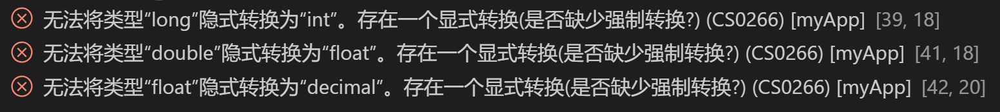 无法将类型“long”隐式转换为“int”。存在一个显式转换(是否缺少强制转换?) (CS0266) [myApp] [39, 18]
无法将类型“double”隐式转换为“float”。存在一个显式转换(是否缺少强制转换?) (CS0266) [myApp] [41, 18]
无法将类型“float”隐式转换为“decimal”。存在一个显式转换(是否缺少强制转换?) (CS0266) [myApp] [42, 20]